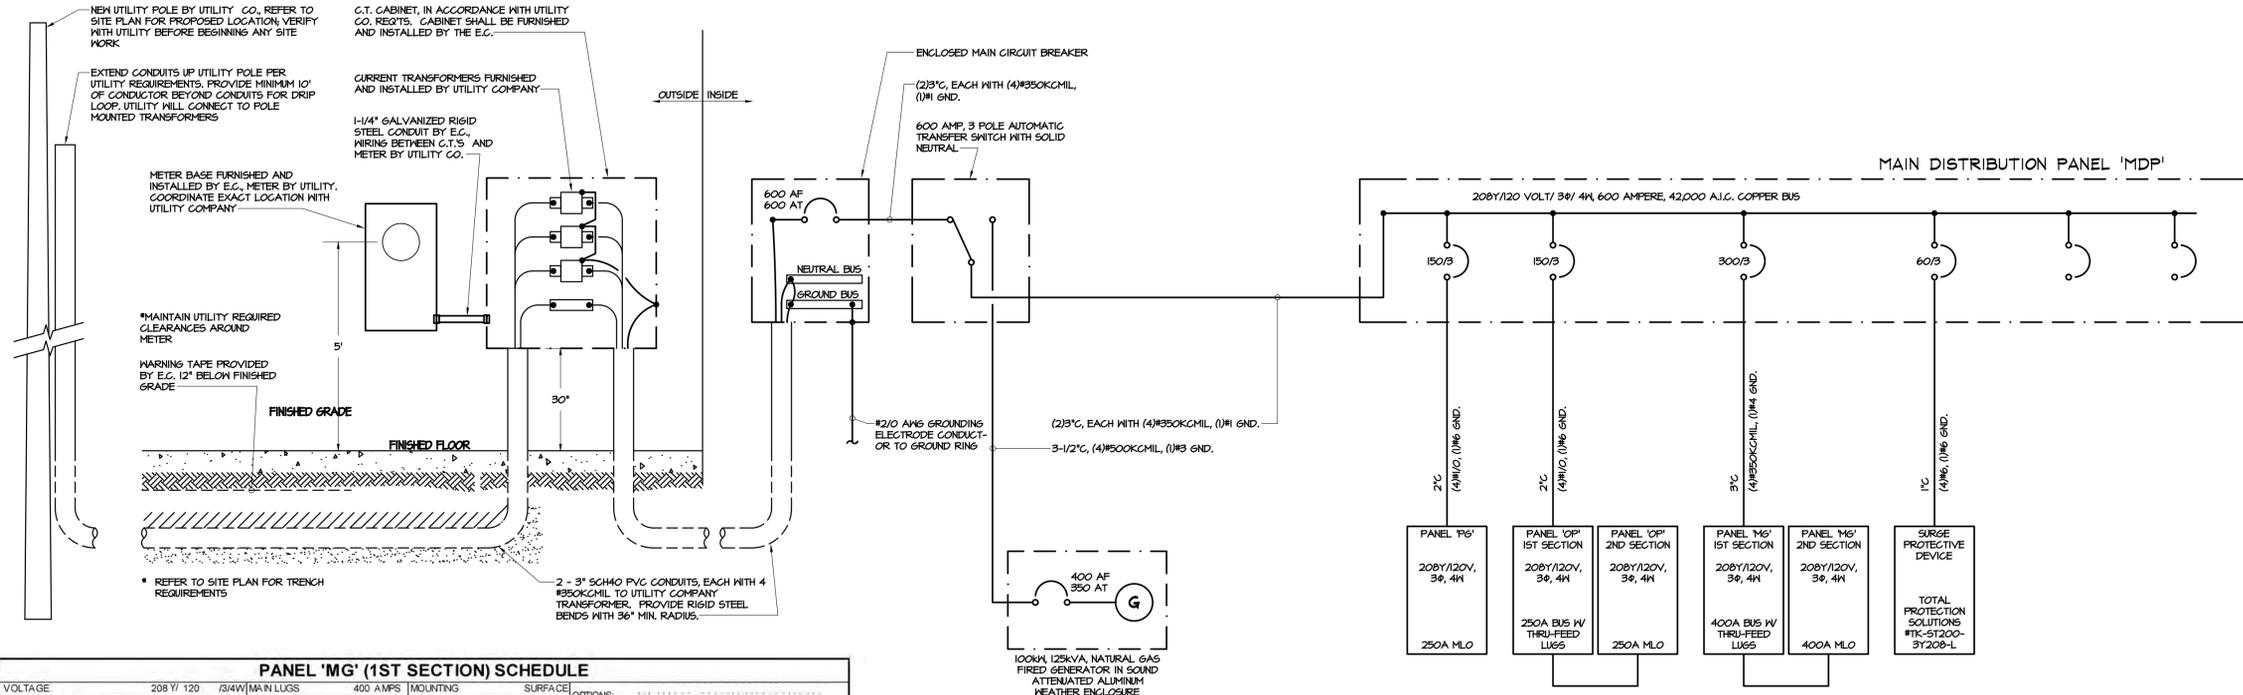 NEW UTILITY POLE BY UTILITY CO., REFER TO
SITE PLAN FOR PROPOSED LOCATION; VERIFY
WITH UTILITY BEFORE BEGINNING ANY SITE
WORK
EXTEND CONDUITS UP UTILITY POLE PER
UTILITY REQUIREMENTS. PROVIDE MINIMUM 10'
OF CONDUCTOR BEYOND CONDUITS FOR DRIP
LOOP. UTILITY WILL CONNECT TO POLE
MOUNTED TRANSFORMERS
METER BASE FURNISHED AND
INSTALLED BY E.C., METER BY UTILITY.
COORDINATE EXACT LOCATION WITH
UTILITY COMPANY
C.T. CABINET, IN ACCORDANCE WITH UTILITY
CO. REQ'TS. CABINET SHALL BE FURNISHED
AND INSTALLED BY THE E.C.
CURRENT TRANSFORMERS FURNISHED
AND INSTALLED BY UTILITY COMPANY
1-1/4" GALVANIZED RIGID
STEEL CONDUIT BY E.C.,
WIRING BETWEEN C.T.'S AND
METER BY UTILITY CO.
OUTSIDE INSIDE
*MAINTAIN UTILITY REQUIRED
CLEARANCES AROUND
METER
WARNING TAPE PROVIDED
BY E.C. 12" BELOW FINISHED
GRADE
5'
30"
FINISHED GRADE
FINISHED FLOOR
* REFER TO SITE PLAN FOR TRENCH
REQUIREMENTS
2 - 3" SCH40 PVC CONDUITS, EACH WITH 4
#350KCMIL TO UTILITY COMPANY
TRANSFORMER. PROVIDE RIGID STEEL
BENDS WITH 36" MIN. RADIUS.
ENCLOSED MAIN CIRCUIT BREAKER
(2)3"C, EACH WITH (4)#350KCMIL,
(1)#1 GND.
600 AMP, 3 POLE AUTOMATIC
TRANSFER SWITCH WITH SOLID
NEUTRAL
600 AF
600 AT
NEUTRAL BUS
GROUND BUS
#2/0 AWG GROUNDING
ELECTRODE CONDUCT-
OR TO GROUND RING
(2)3"C, EACH WITH (4)#350KCMIL, (1)#1 GND.
3-1/2"C, (4)#500KCMIL, (1)#3 GND.
400 AF
350 AT
G
100kW, 125kVA, NATURAL GAS
FIRED GENERATOR IN SOUND
ATTENUATED ALUMINUM
WEATHER ENCLOSURE
MAIN DISTRIBUTION PANEL 'MDP'
208Y/120 VOLT/ 3Φ/ 4W, 600 AMPERE, 42,000 A.I.C. COPPER BUS
150/3
150/3
300/3
60/3
2"C
(4)#1/0, (1)#6 GND.
2"C
(4)#1/0, (1)#6 GND.
3"C
(4)#350KCMIL, (1)#4 GND.
1"C
(4)#6, (1)#6 GND.
PANEL 'PG'
208Y/120V,
3Φ, 4W
250A MLO
PANEL 'OP'
1ST SECTION
208Y/120V,
3Φ, 4W
250A BUS W/
THRU-FEED
LUGS
PANEL 'OP'
2ND SECTION
208Y/120V,
3Φ, 4W
250A MLO
PANEL 'MG'
1ST SECTION
208Y/120V,
3Φ, 4W
400A BUS W/
THRU-FEED
LUGS
PANEL 'MG'
2ND SECTION
208Y/120V,
3Φ, 4W
400A MLO
SURGE
PROTECTIVE
DEVICE
TOTAL
PROTECTION
SOLUTIONS
#TK-ST200-
3Y208-L
PANEL 'MG' (1ST SECTION) SCHEDULE
VOLTAGE 208 Y/ 120 /3/4W MAIN LUGS 400 AMPS MOUNTING SURFACE OPTIONS: